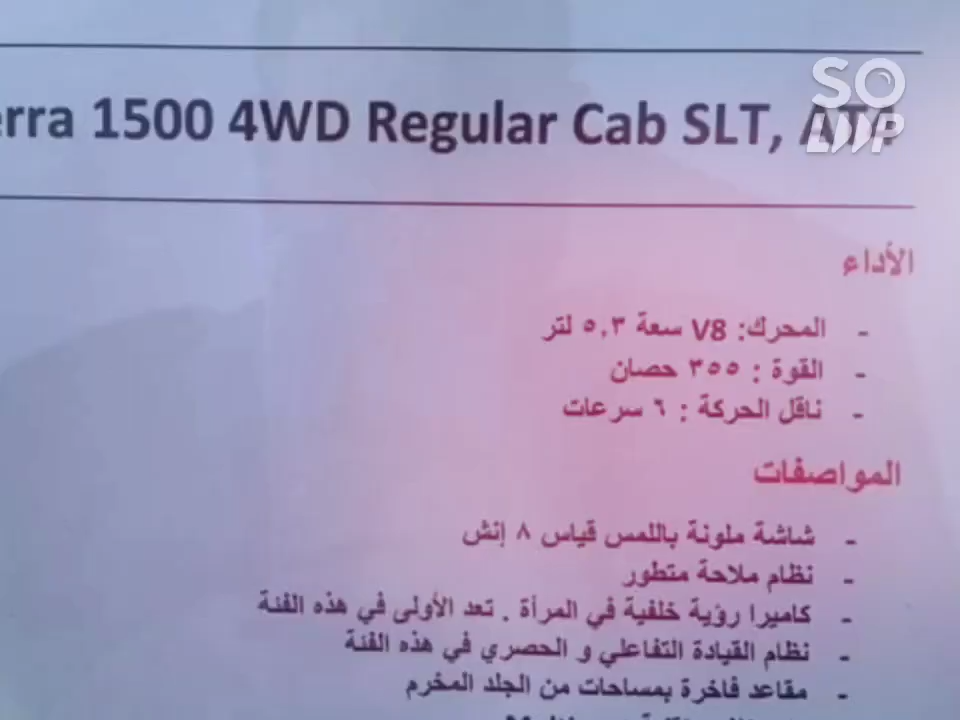 SO
LOOP
erra 1500 4WD Regular Cab SLT,
الأداء
- المحرك: V8 سعة ٥,٣ لتر
- القوة : ٣٥٥ حصان
- ناقل الحركة : ٦ سرعات
المواصفات
- شاشة ملونة باللمس قياس ٨ إنش
- نظام ملاحة متطور
- كاميرا رؤية خلفية في المرأة . تعد الأولى في هذه الفئة
- نظام القيادة التفاعلي و الحصري في هذه الفئة
- مقاعد فاخرة بمساحات من الجلد المخرم